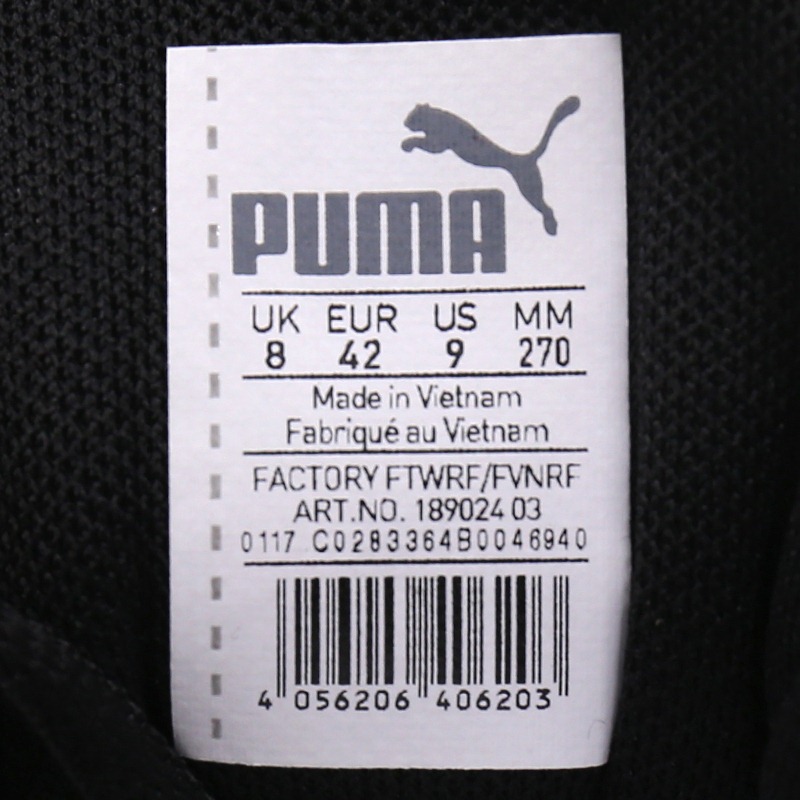 PUMA
UK EUR US MM
8 42 9 270
Made in Vietnam
Fabriqué au Vietnam
FACTORY FTWRF/FVNRF
ART.NO. 189024 03
0117 C0283364B0046940
4 056206 406203